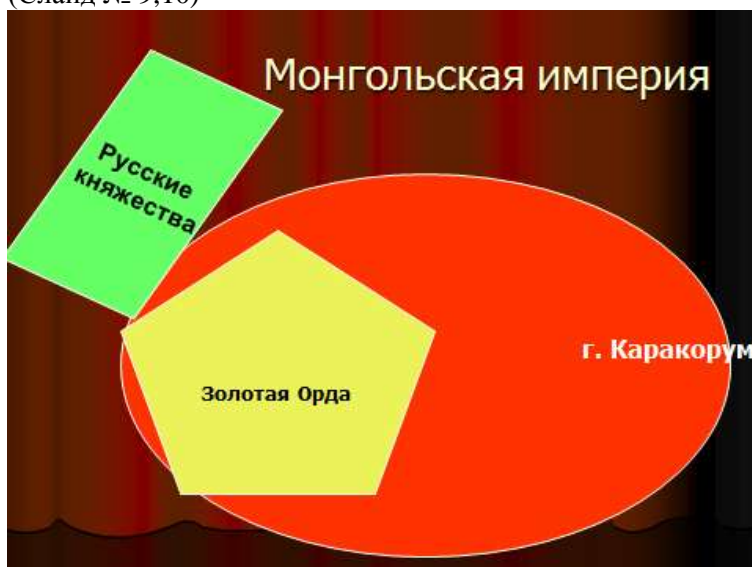 Монгольская империя
Русские
княжества
г. Каракорум
Золотая Орда